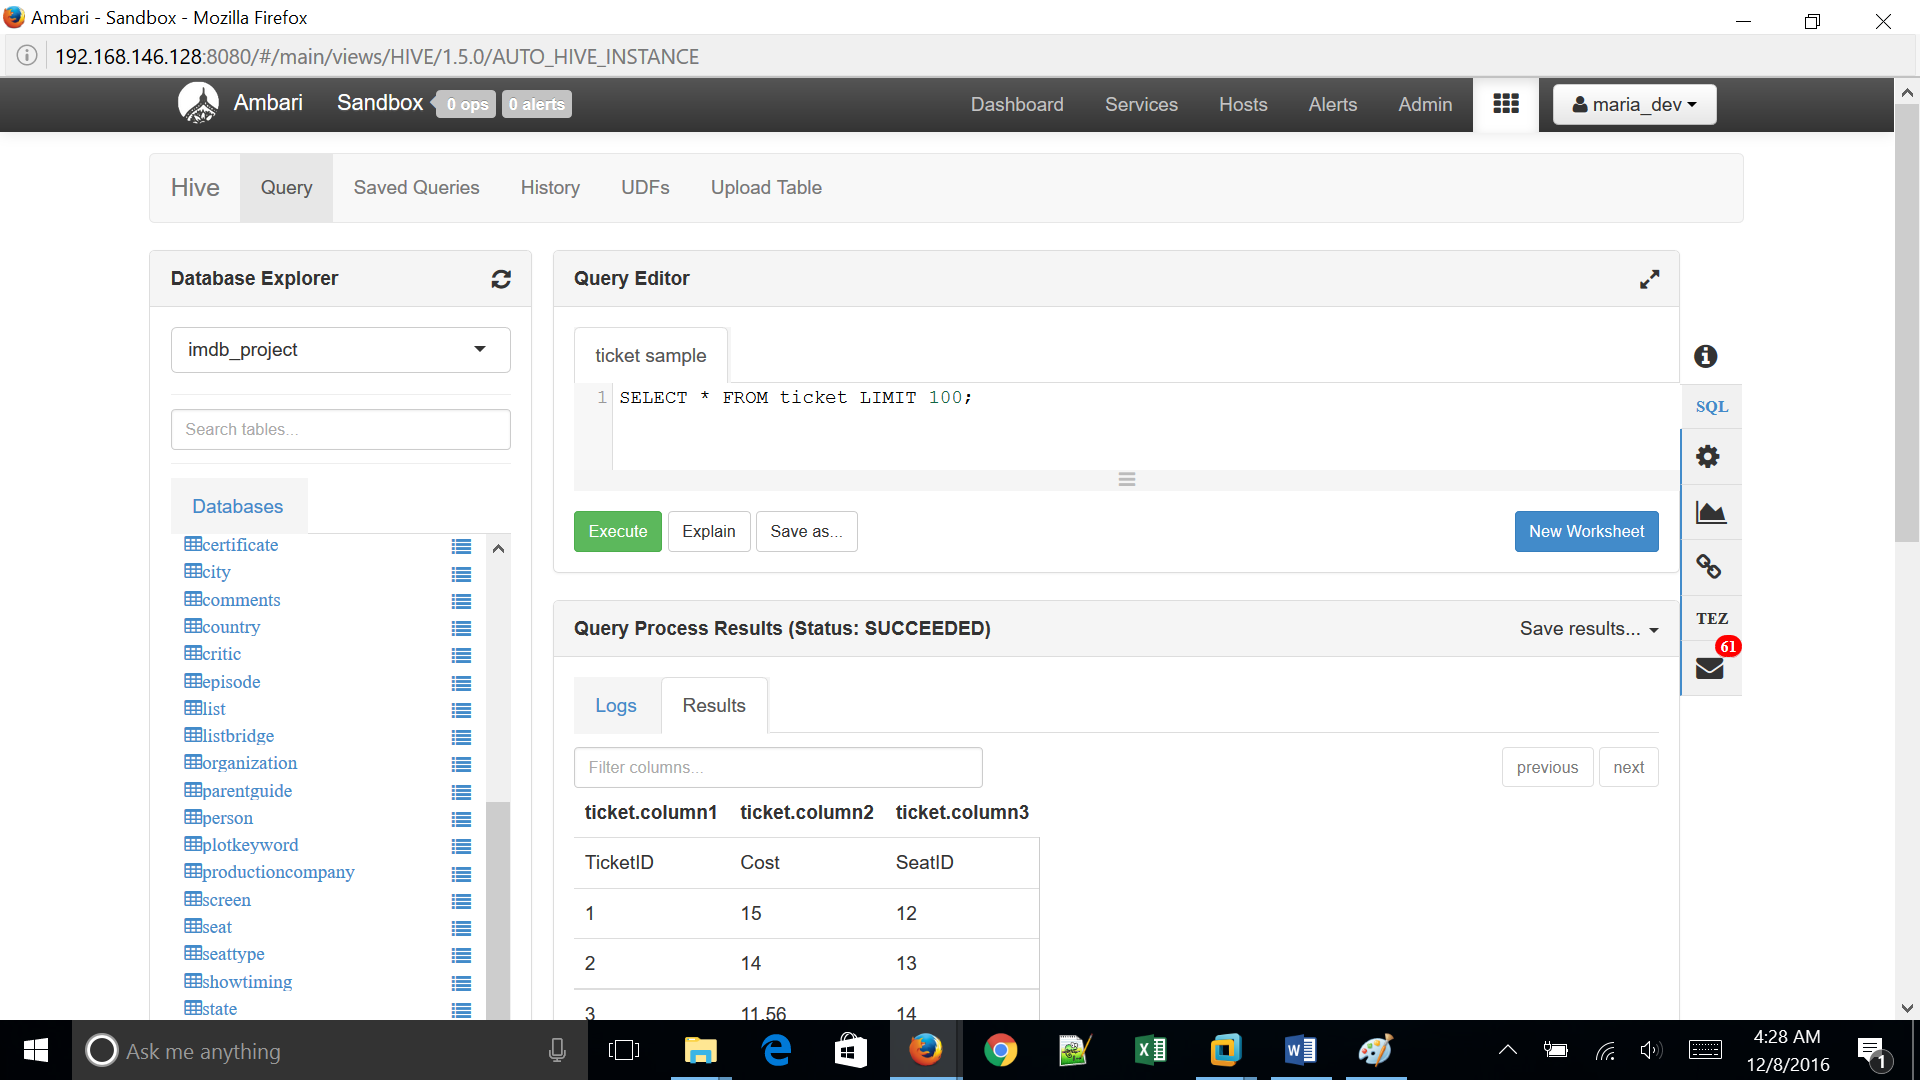 Ambari - Sandbox - Mozilla Firefox
192.168.146.128:8080/#/main/views/HIVE/1.5.0/AUTO_HIVE_INSTANCE
Ambari Sandbox 0 ops 0 alerts Dashboard Services Hosts Alerts Admin maria_dev
Hive Query Saved Queries History UDFs Upload Table
Database Explorer
imdb_project
Search tables...
Databases
certificate
city
comments
country
critic
episode
list
listbridge
organization
parentguide
person
plotkeyword
productioncompany
screen
seat
seattype
showtiming
state
Query Editor
ticket sample
1 SELECT * FROM ticket LIMIT 100;
Execute Explain Save as... New Worksheet
SQL
TEZ
61
Query Process Results (Status: SUCCEEDED) Save results...
Logs Results
Filter columns... previous next
ticket.column1 ticket.column2 ticket.column3
TicketID Cost SeatID
1 15 12
2 14 13
3 11.56 14
Ask me anything
4:28 AM
12/8/2016
1